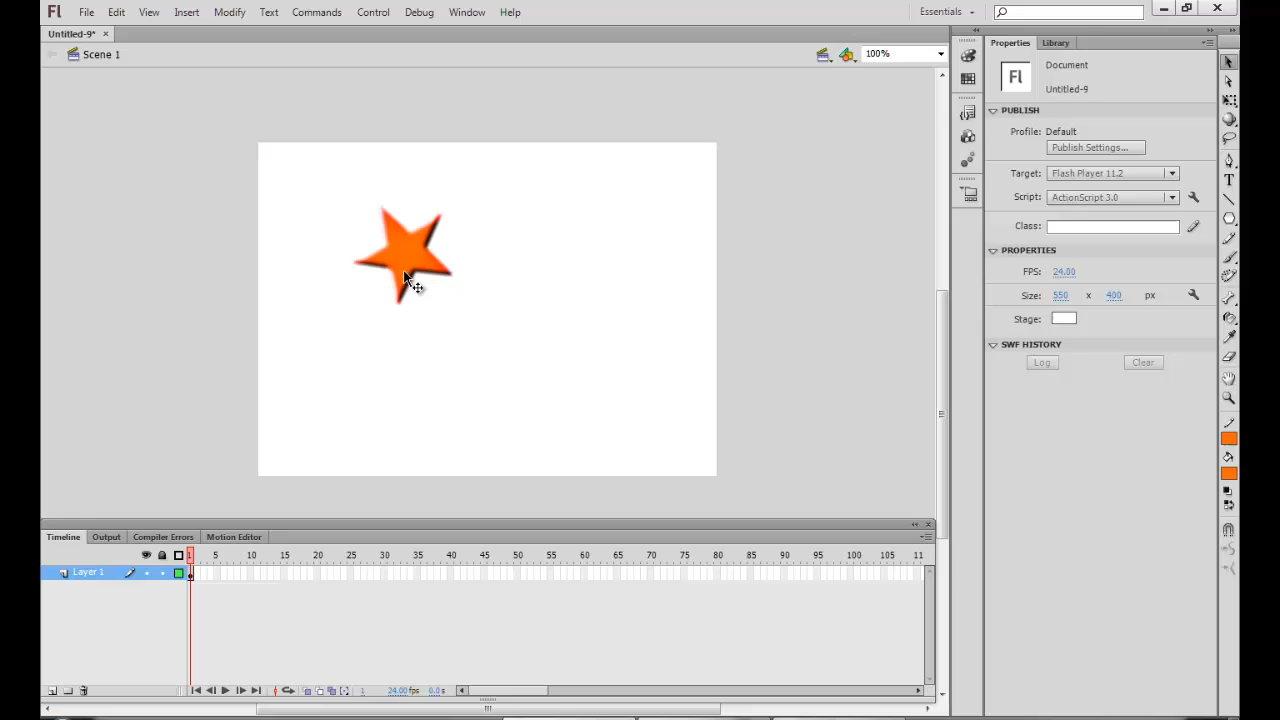 Fl File Edit View Insert Modify Text Commands Control Debug Window Help Essentials
Untitled-9* ×
Scene 1 100%
Properties Library
Fl Document
Untitled-9
PUBLISH
Profile: Default
Publish Settings...
Target: Flash Player 11.2
Script: ActionScript 3.0
Class:
PROPERTIES
FPS: 24.00
Size: 550 x 400 px
Stage:
SWF HISTORY
Log Clear
T
Timeline Output Compiler Errors Motion Editor
1 5 10 15 20 25 30 35 40 45 50 55 60 65 70 75 80 85 90 95 100 105 11
Layer 1
1 24.00 fps 0.0 s